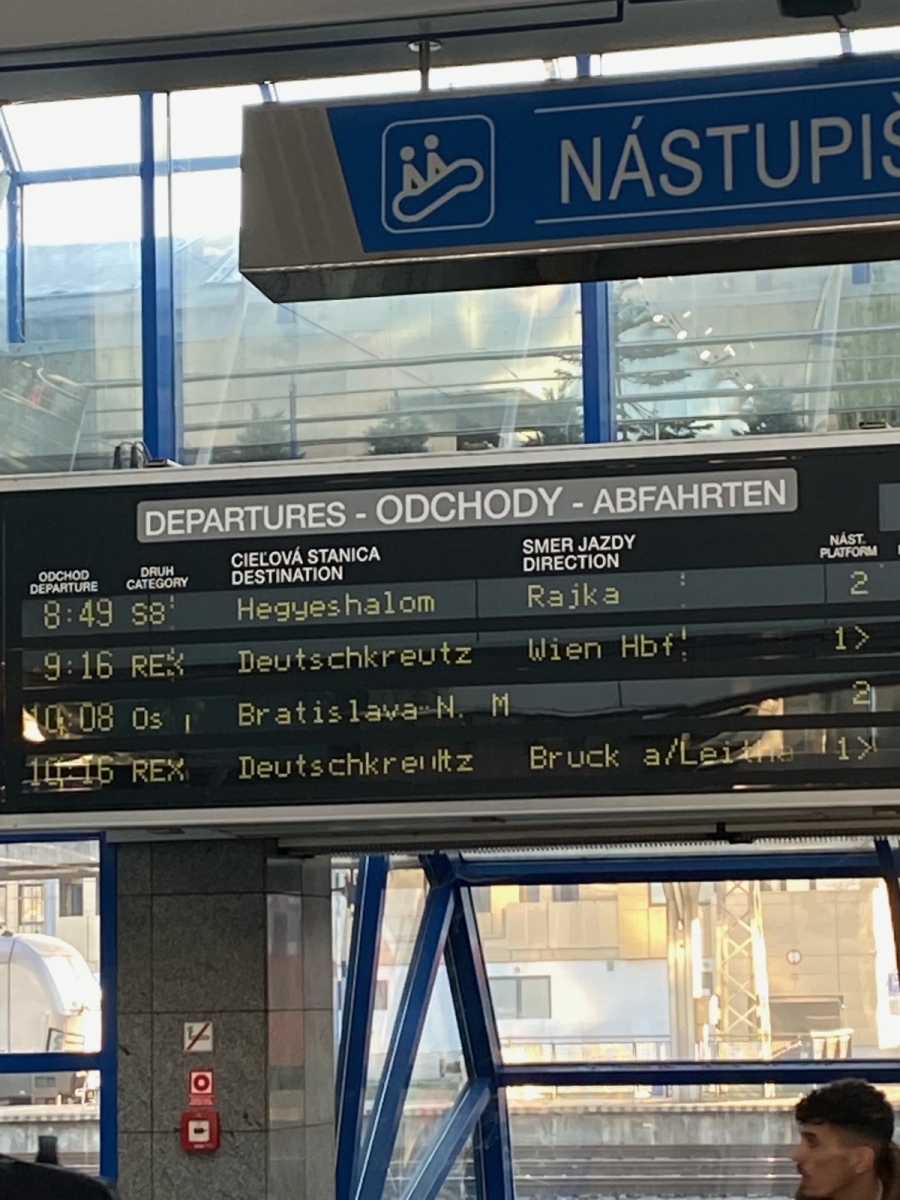 NÁSTUPIŠ
DEPARTURES - ODCHODY - ABFAHRTEN
ODCHOD DRUH CIEĽOVÁ STANICA SMER JAZDY NÁST.
DEPARTURE CATEGORY DESTINATION DIRECTION PLATFORM
8:49 S8 Hegyeshalom Rajka 2
9:16 REX Deutschkreutz Wien Hbf 1>
10:08 Os Bratislava-N. M 2
10:16 REX Deutschkreutz Bruck a/Leitha 1>